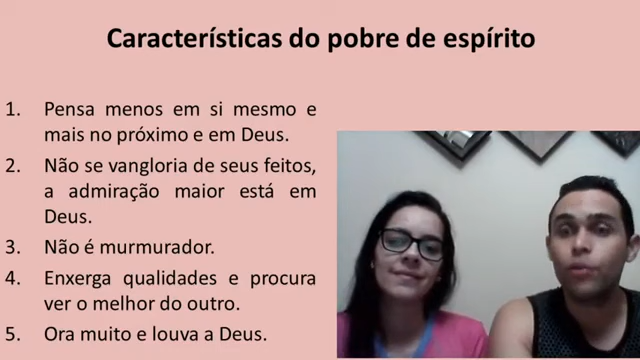 Características do pobre de espírito
1. Pensa menos em si mesmo e
mais no próximo e em Deus.
2. Não se vangloria de seus feitos,
a admiração maior está em
Deus.
3. Não é murmurador.
4. Enxerga qualidades e procura
ver o melhor do outro.
5. Ora muito e louva a Deus.